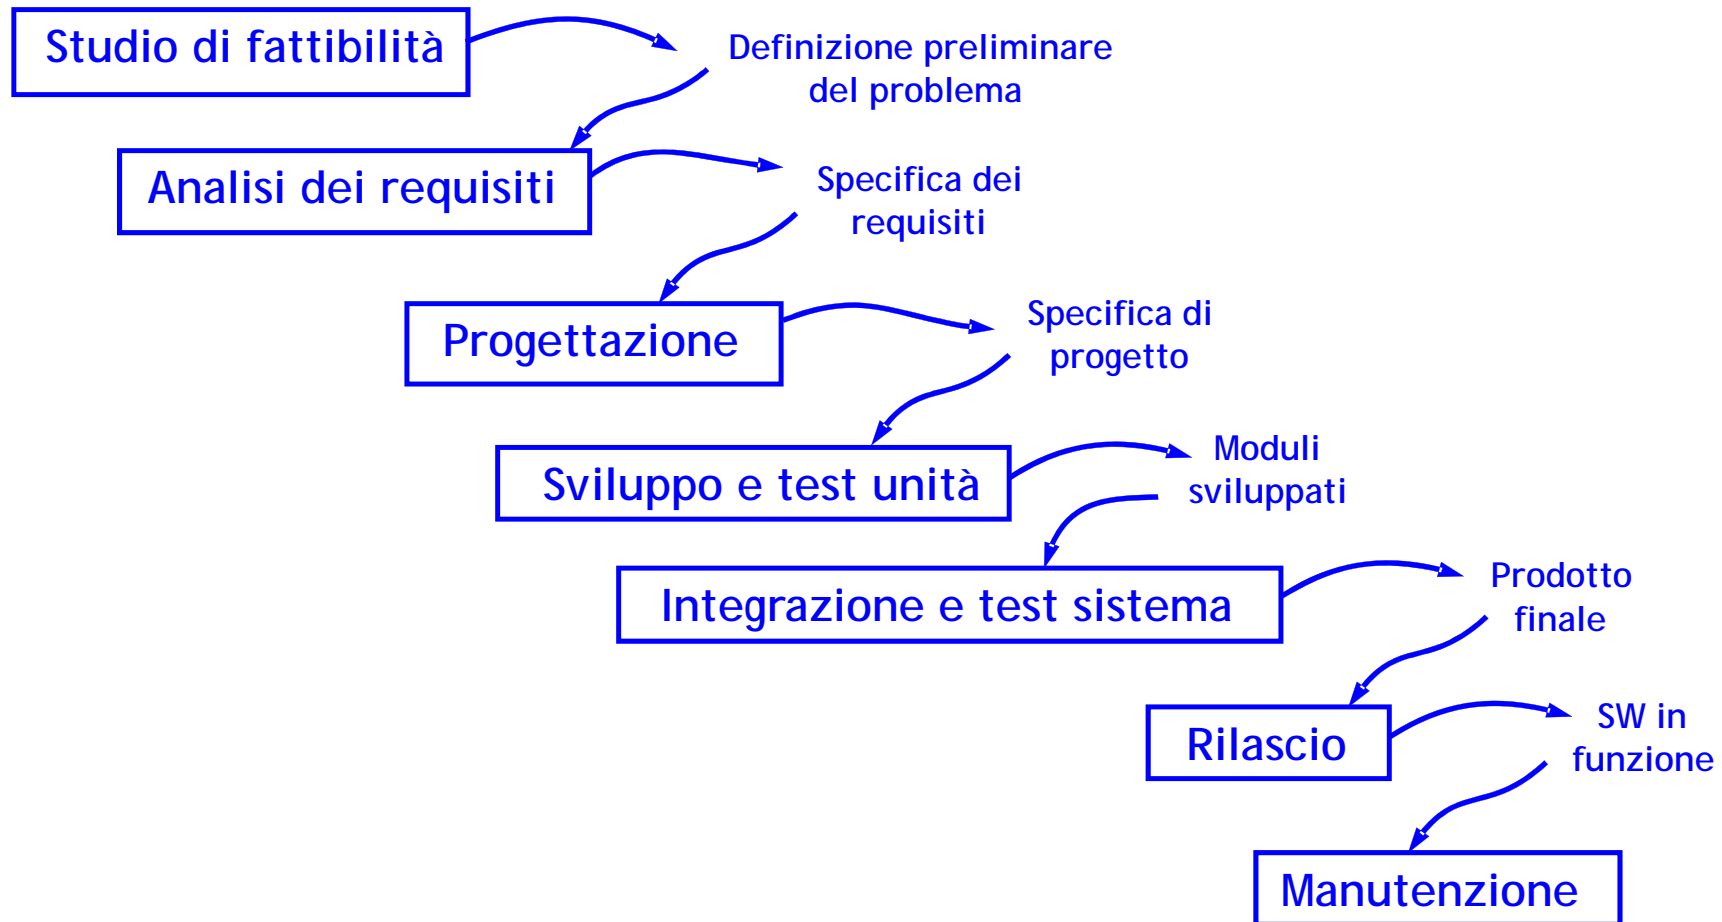 Studio di fattibilità
Definizione preliminare
del problema
Analisi dei requisiti
Specifica dei
requisiti
Progettazione
Specifica di
progetto
Sviluppo e test unità
Moduli
sviluppati
Integrazione e test sistema
Prodotto
finale
Rilascio
SW in
funzione
Manutenzione